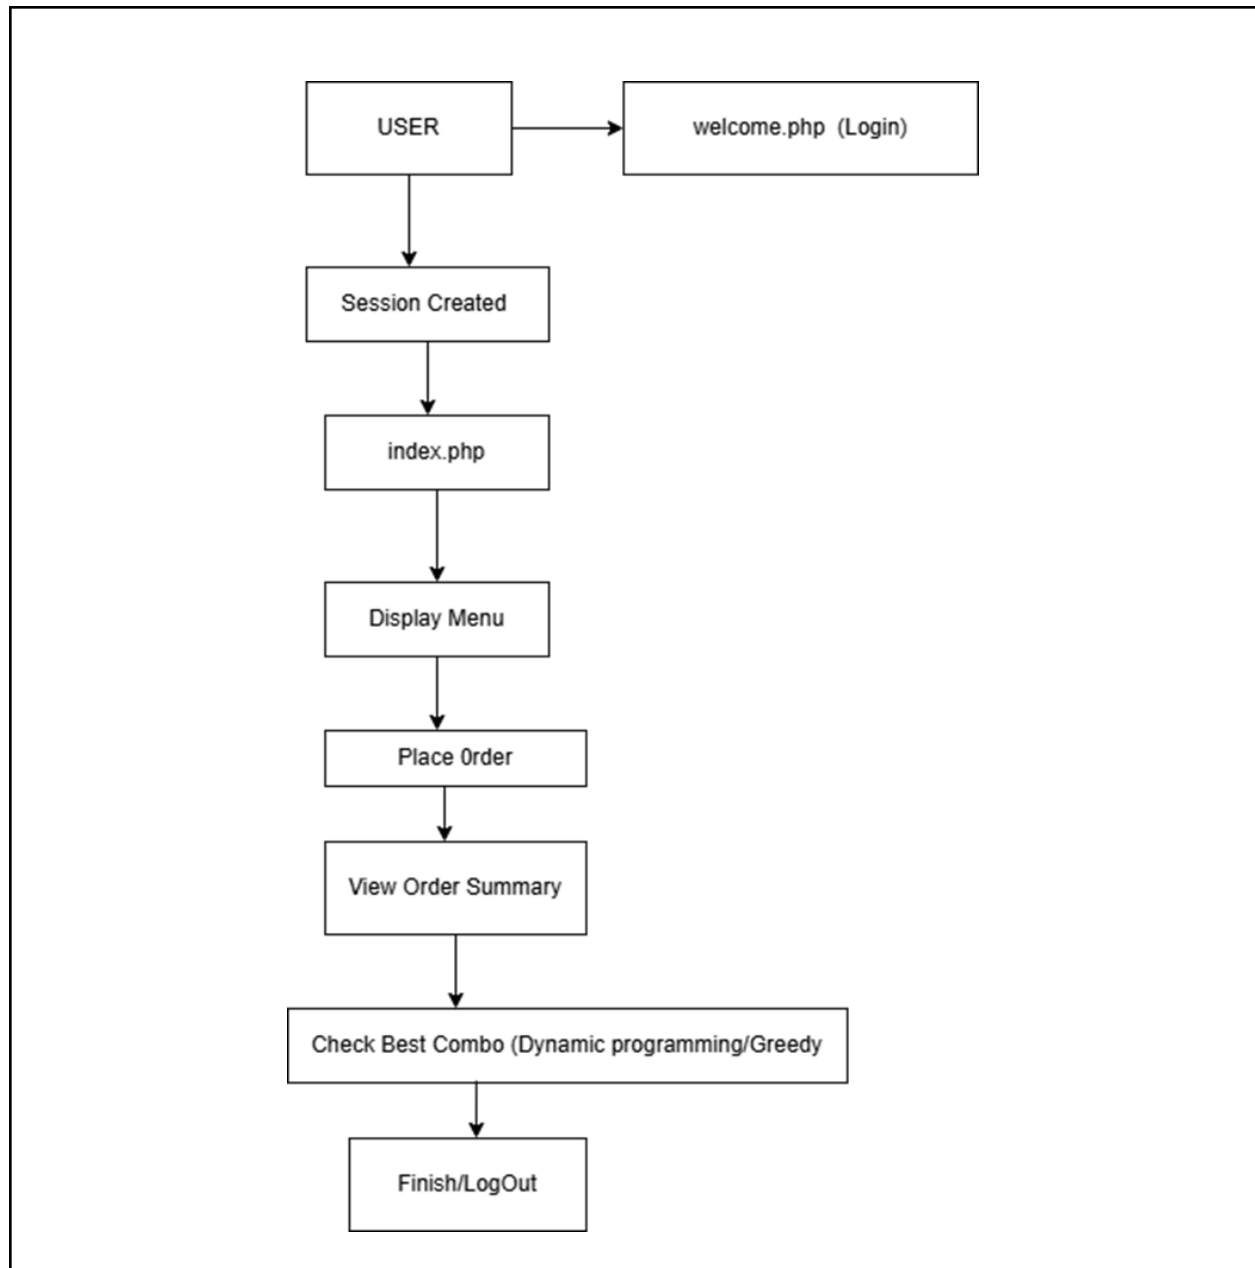 USER
welcome.php (Login)
Session Created
index.php
Display Menu
Place 0rder
View Order Summary
Check Best Combo (Dynamic programming/Greedy
Finish/LogOut